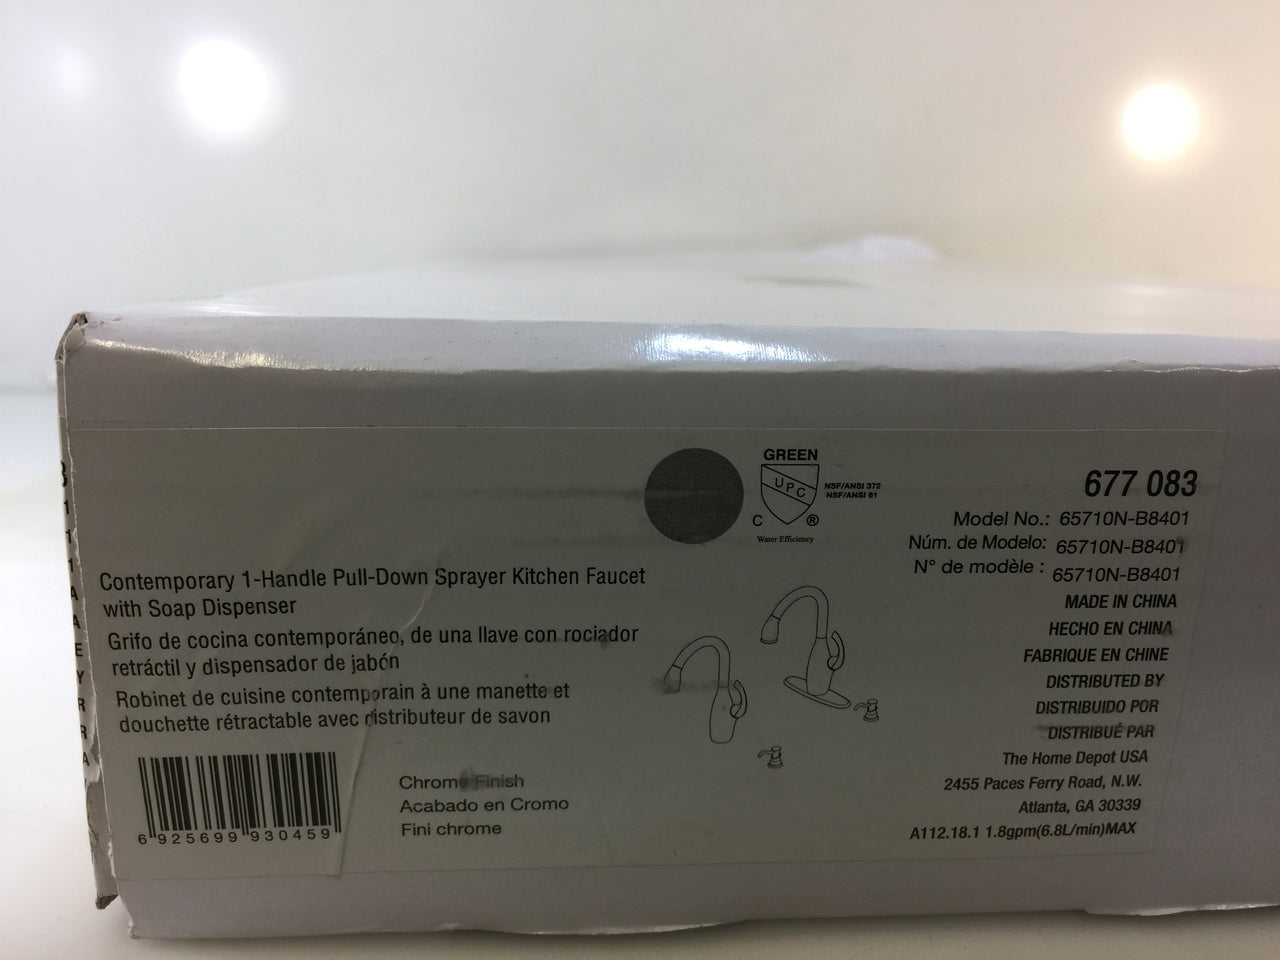 GREEN
UPC
C ®
Water Efficiency
NSF/ANSI 372
NSF/ANSI 61
677 083
Model No.: 65710N-B8401
Núm. de Modelo: 65710N-B8401
N° de modèle : 65710N-B8401
MADE IN CHINA
HECHO EN CHINA
FABRIQUE EN CHINE
DISTRIBUTED BY
DISTRIBUIDO POR
DISTRIBUÉ PAR
The Home Depot USA
2455 Paces Ferry Road, N.W.
Atlanta, GA 30339
A112.18.1 1.8gpm(6.8L/min)MAX
Contemporary 1-Handle Pull-Down Sprayer Kitchen Faucet
with Soap Dispenser
Grifo de cocina contemporáneo, de una llave con rociador
retráctil y dispensador de jabón
Robinet de cuisine contemporain à une manette et
douchette rétractable avec distributeur de savon
Chrome Finish
Acabado en Cromo
Fini chrome
6 925699 930459